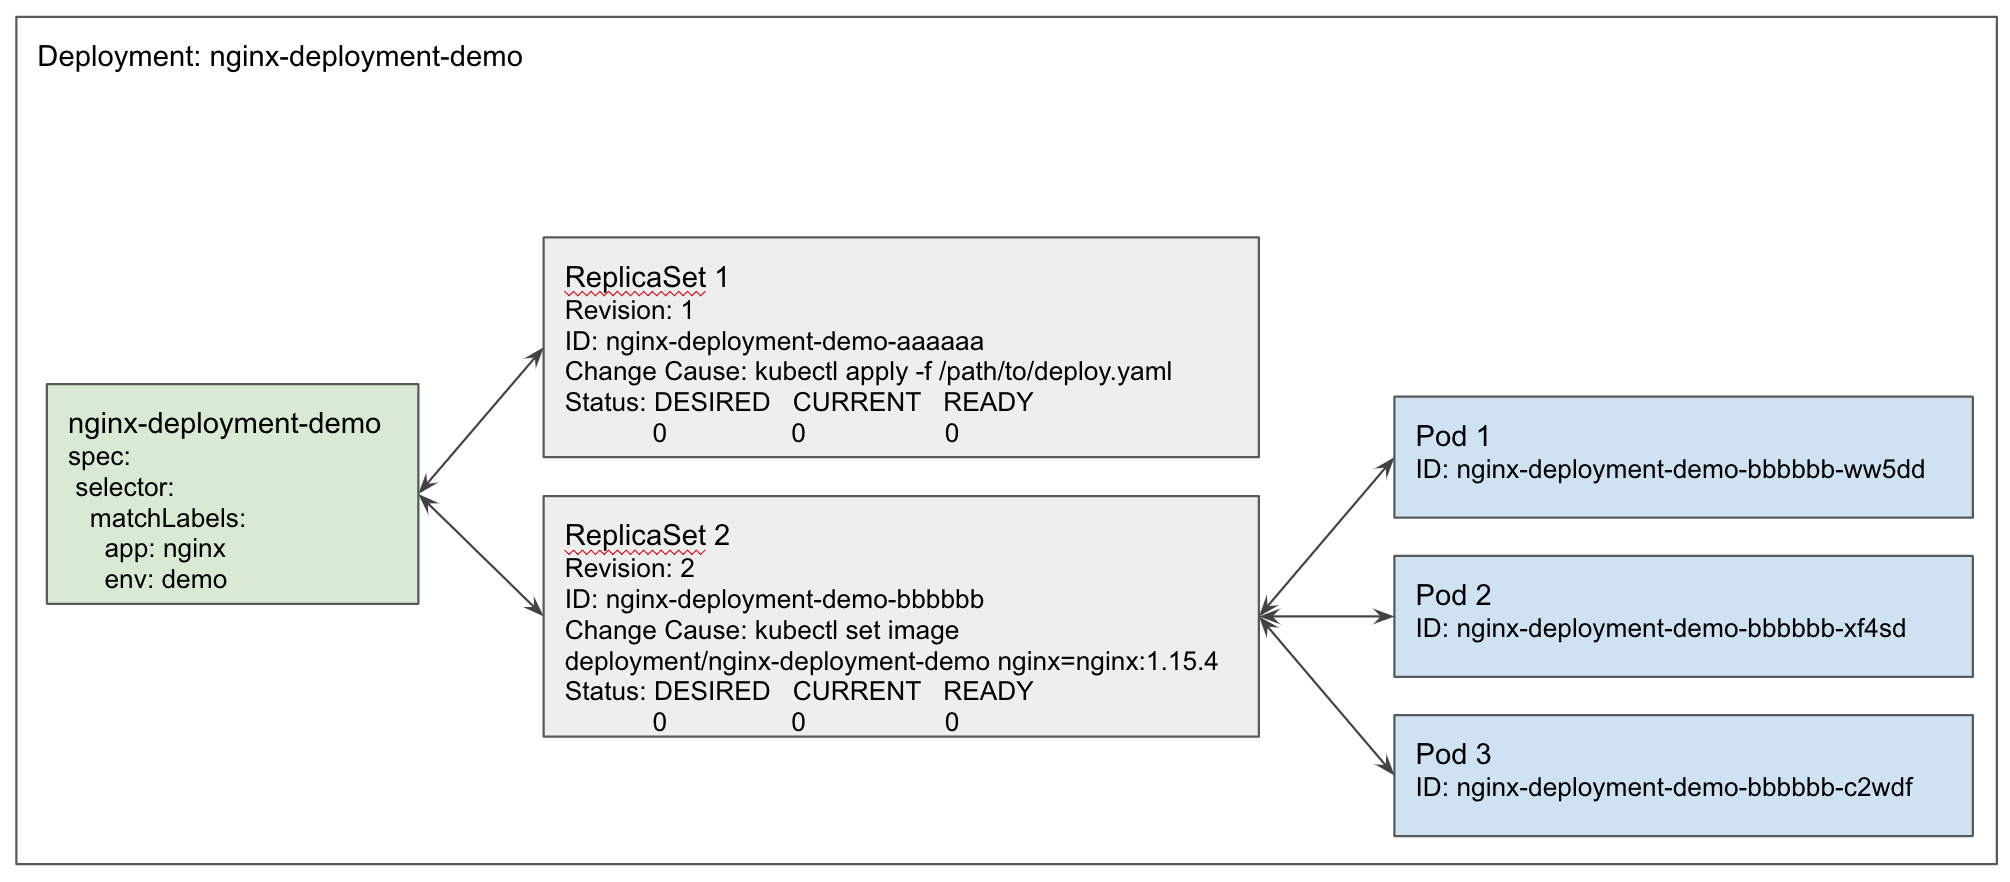 Deployment: nginx-deployment-demo
nginx-deployment-demo
spec:
selector:
matchLabels:
app: nginx
env: demo
ReplicaSet 1
Revision: 1
ID: nginx-deployment-demo-aaaaaa
Change Cause: kubectl apply -f /path/to/deploy.yaml
Status: DESIRED CURRENT READY
0 0 0
ReplicaSet 2
Revision: 2
ID: nginx-deployment-demo-bbbbbb
Change Cause: kubectl set image
deployment/nginx-deployment-demo nginx=nginx:1.15.4
Status: DESIRED CURRENT READY
0 0 0
Pod 1
ID: nginx-deployment-demo-bbbbbb-ww5dd
Pod 2
ID: nginx-deployment-demo-bbbbbb-xf4sd
Pod 3
ID: nginx-deployment-demo-bbbbbb-c2wdf